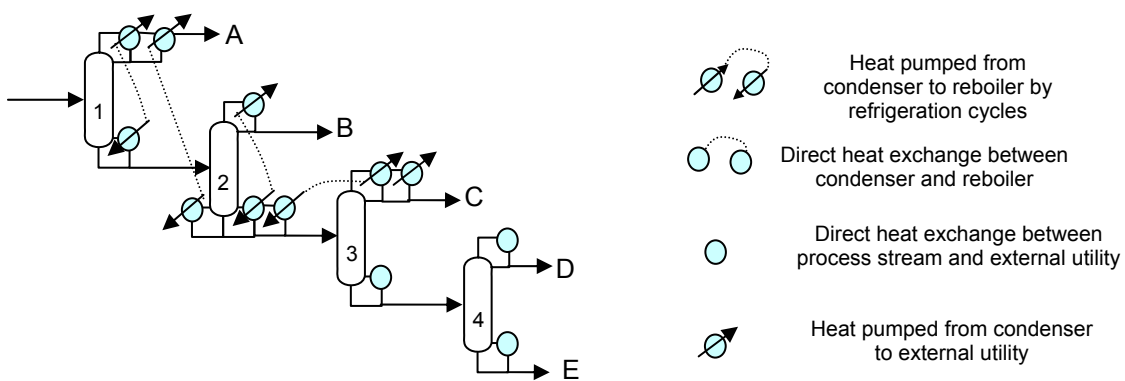 A
1
B
2
C
3
D
4
E
Heat pumped from
condenser to reboiler by
refrigeration cycles
Direct heat exchange between
condenser and reboiler
Direct heat exchange between
process stream and external utility
Heat pumped from condenser
to external utility